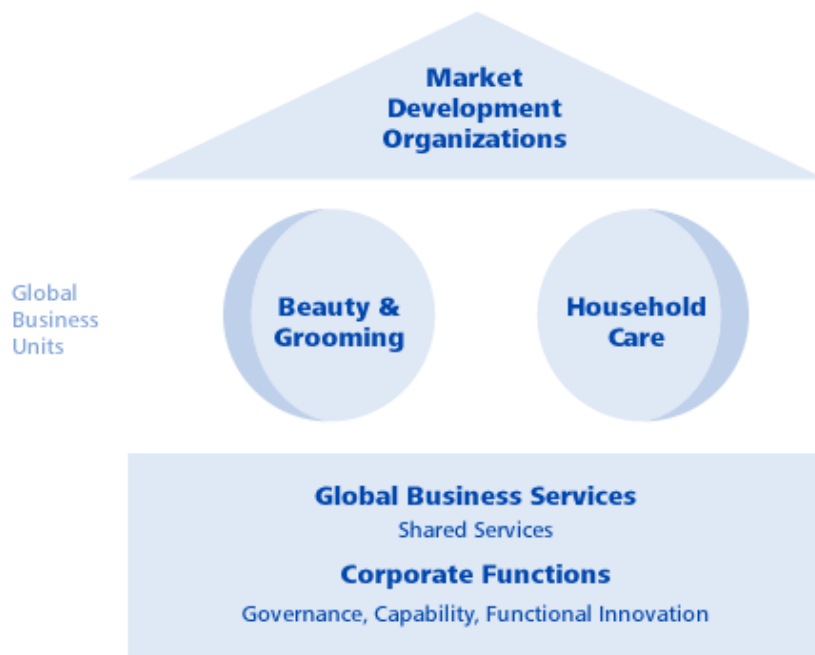 Market
Development
Organizations
Global
Business
Units
Beauty &
Grooming
Household
Care
Global Business Services
Shared Services
Corporate Functions
Governance, Capability, Functional Innovation